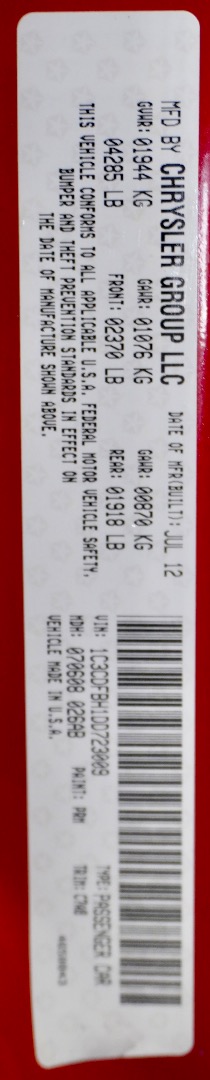 MFD BY CHRYSLER GROUP LLC DATE OF MFR(BUILT): JUL 12
GVWR: 01944 KG GAWR: 01076 KG GAWR: 00870 KG
04285 LB FRONT: 02370 LB REAR: 01918 LB
THIS VEHICLE CONFORMS TO ALL APPLICABLE U.S.A. FEDERAL MOTOR VEHICLE SAFETY,
BUMPER AND THEFT PREVENTION STANDARDS IN EFFECT ON
THE DATE OF MANUFACTURE SHOWN ABOVE.
VIN: 1C3CDFBH1DD723009 TYPE: PASSENGER CAR
MDH: 070608 026AB PAINT: PRM TRIM:
VEHICLE MADE IN U.S.A.